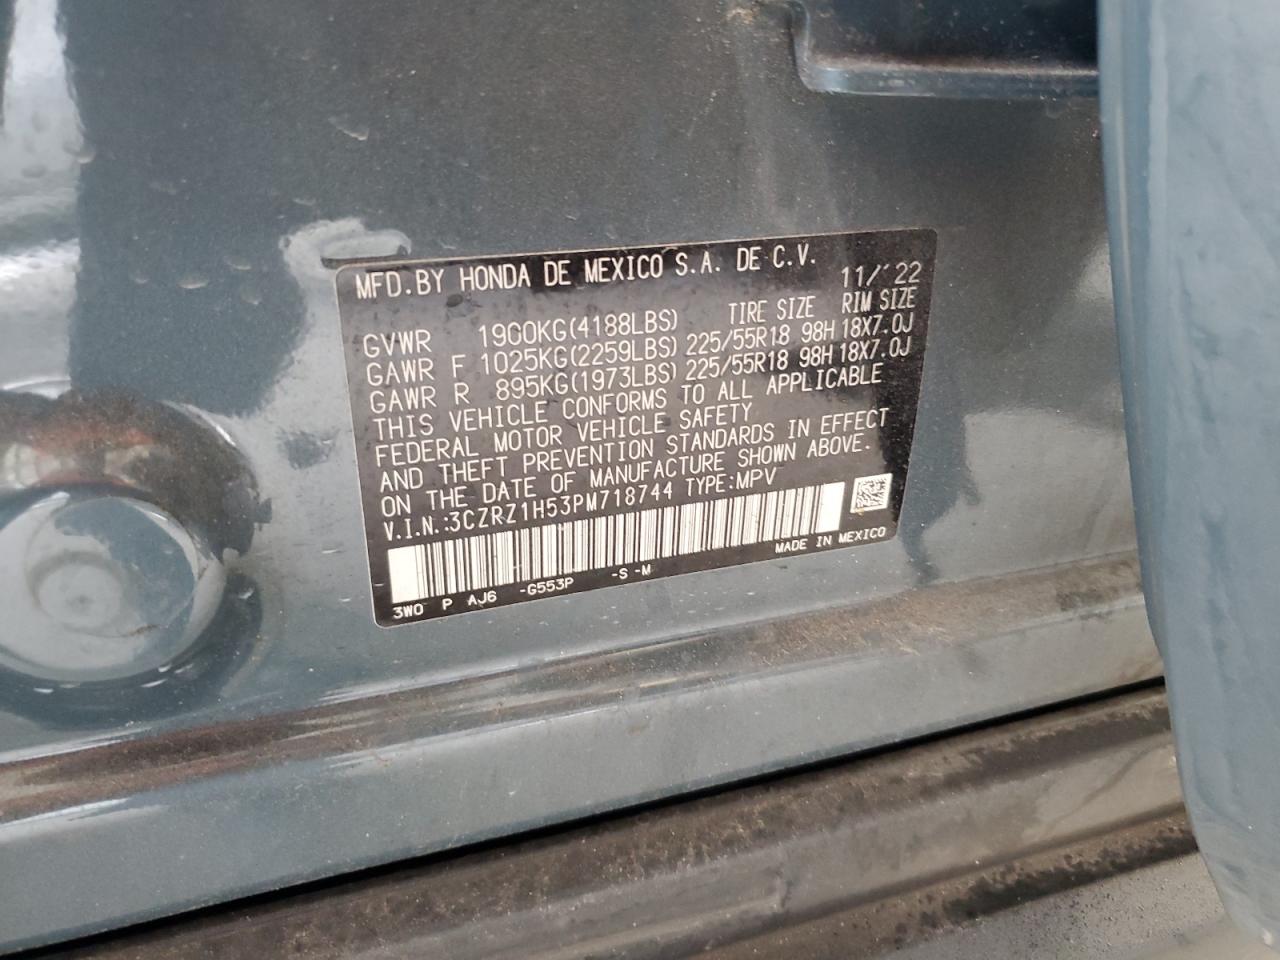 MFD.BY HONDA DE MEXICO S.A. DE C.V.
11/'22
TIRE SIZE RIM SIZE
GVWR 1900KG(4188LBS)
GAWR F 1025KG(2259LBS) 225/55R18 98H 18X7.0J
GAWR R 895KG(1973LBS) 225/55R18 98H 18X7.0J
THIS VEHICLE CONFORMS TO ALL APPLICABLE
FEDERAL MOTOR VEHICLE SAFETY
AND THEFT PREVENTION STANDARDS IN EFFECT
ON THE DATE OF MANUFACTURE SHOWN ABOVE.
V.I.N.:3CZRZ1H53PM718744 TYPE:MPV
3W0 P AJ6 -G553P -S -M MADE IN MEXICO